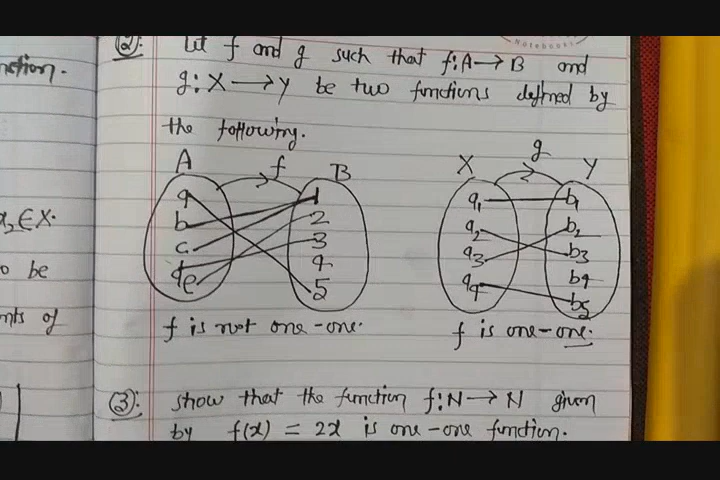 Notebooks
(2): Let f and g such that f:A→B and
nction.
g: X→Y be two functions defined by
the following.
A f B
X g Y
a 1
b 2
c 3
d 4
e 5
a1 b1
a2 b2
a3 b3
a4 b4
b5
x2 ∈ X.
o be
nts of
f is not one-one.
f is one-one.
(3): show that the function f:N→N given
by f(x) = 2x is one-one function.